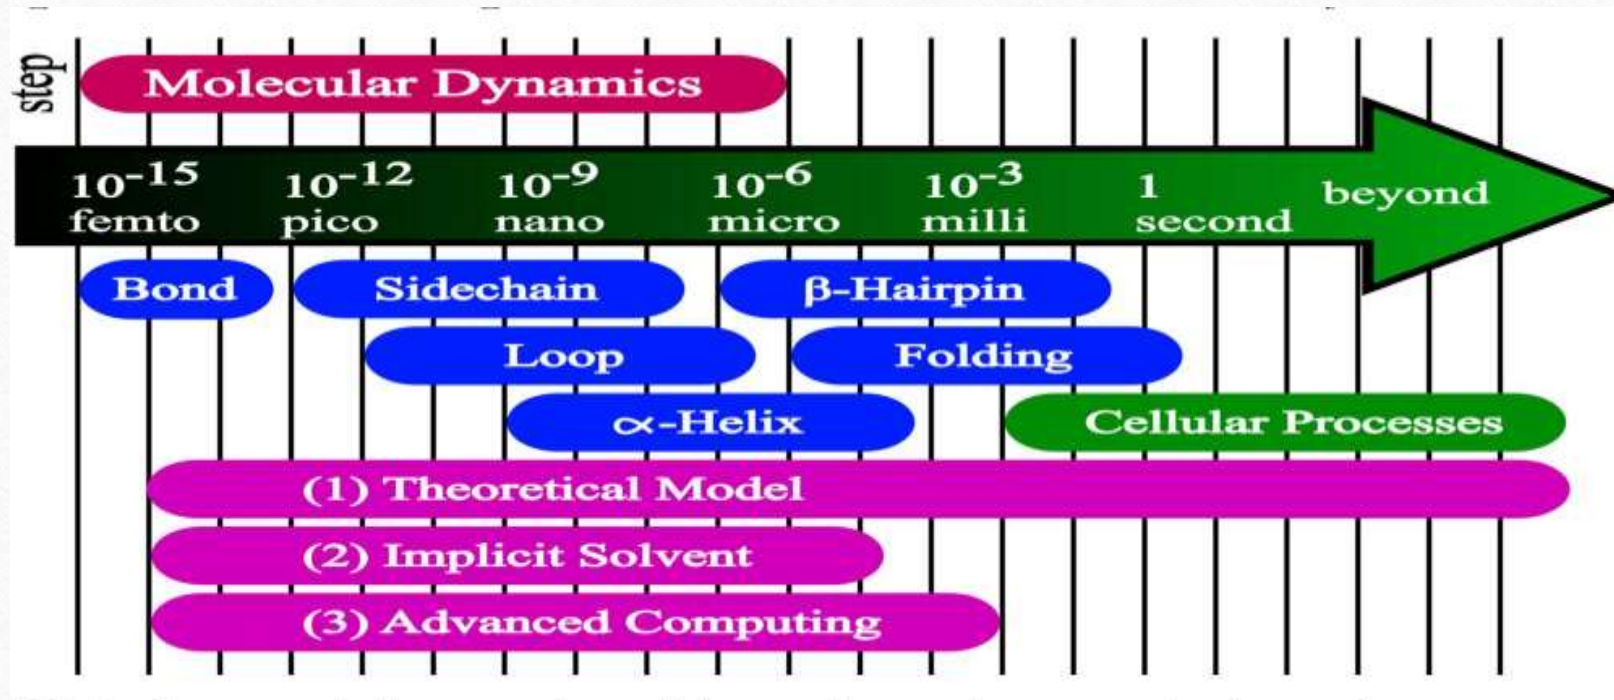 step
Molecular Dynamics
10⁻¹⁵ 10⁻¹² 10⁻⁹ 10⁻⁶ 10⁻³ 1 beyond
femto pico nano micro milli second
Bond Sidechain β-Hairpin
Loop Folding
α-Helix Cellular Processes
(1) Theoretical Model
(2) Implicit Solvent
(3) Advanced Computing